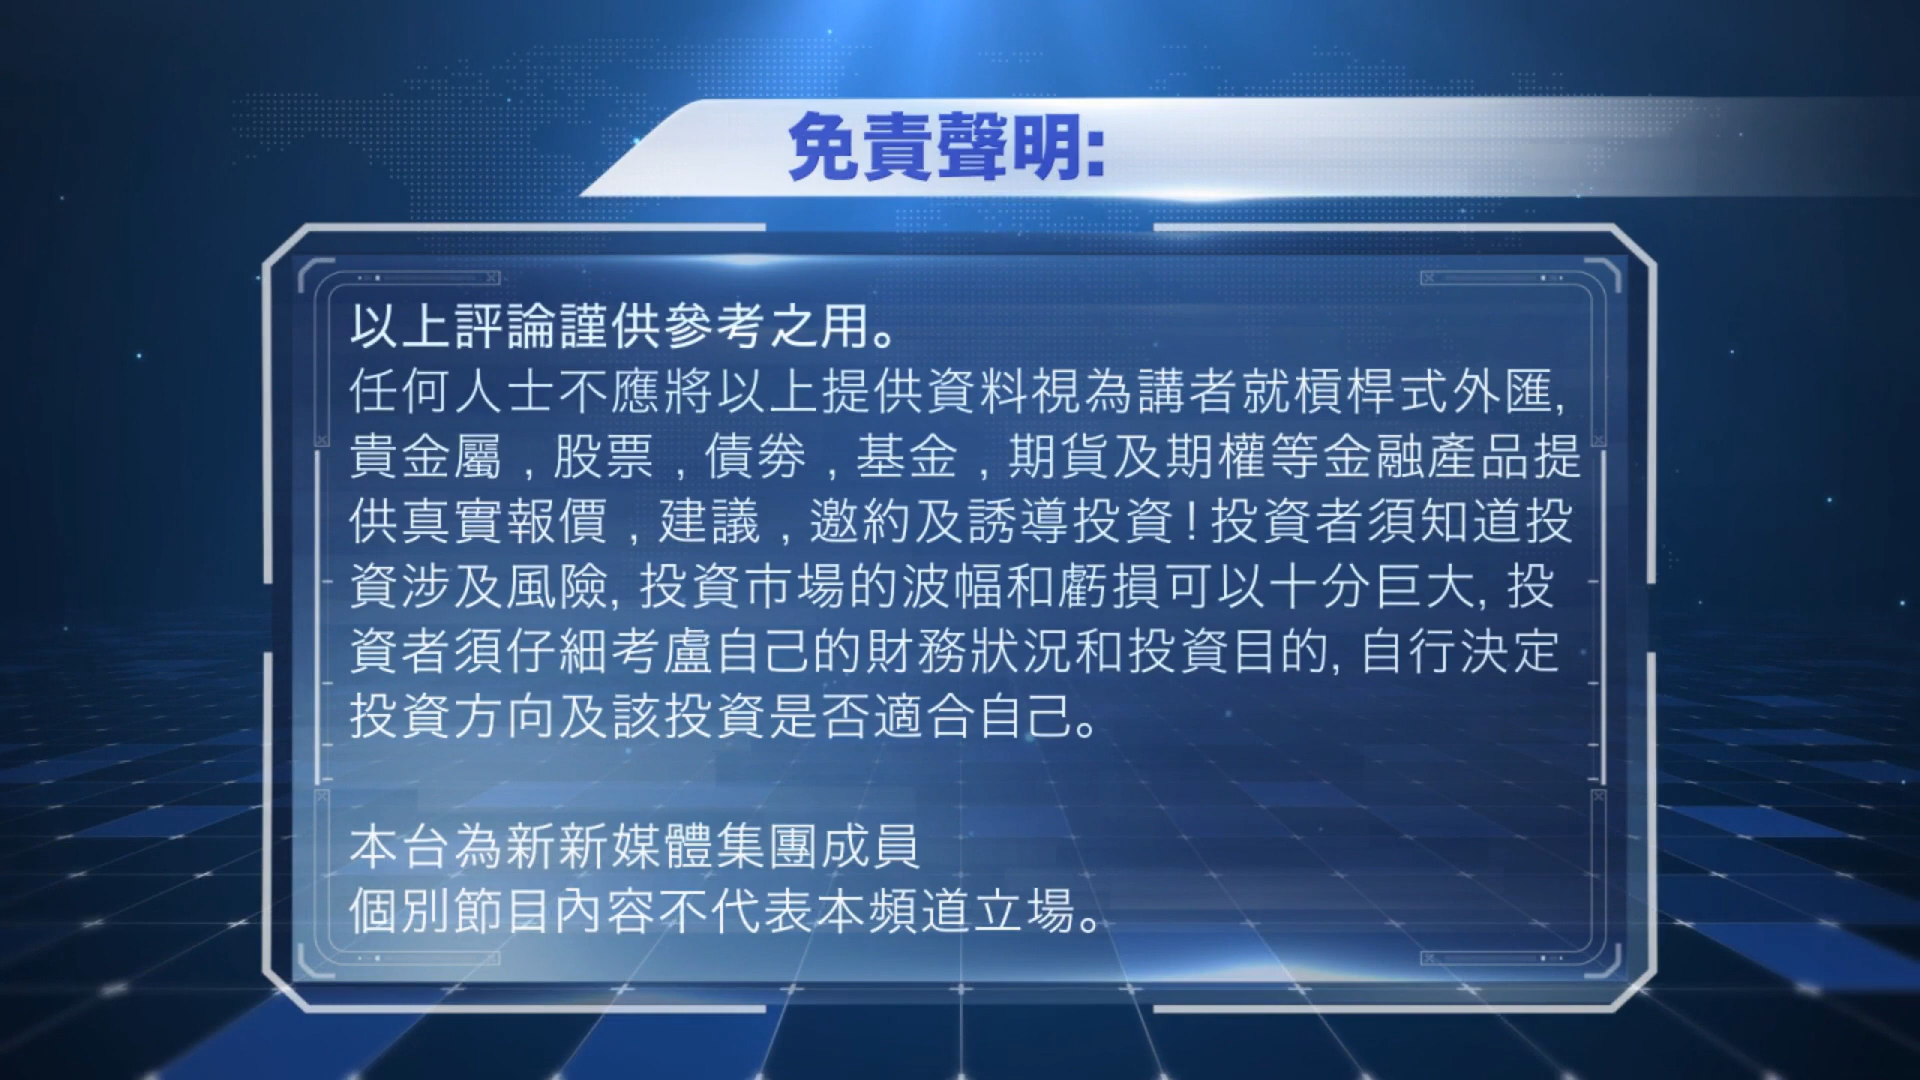 免責聲明:
以上評論謹供參考之用。
任何人士不應將以上提供資料視為講者就槓桿式外匯,
貴金屬，股票，債券，基金，期貨及期權等金融產品提
供真實報價，建議，邀約及誘導投資!投資者須知道投
資涉及風險, 投資市場的波幅和虧損可以十分巨大, 投
資者須仔細考盧自己的財務狀況和投資目的, 自行決定
投資方向及該投資是否適合自己。
本台為新新媒體集團成員
個別節目內容不代表本頻道立場。